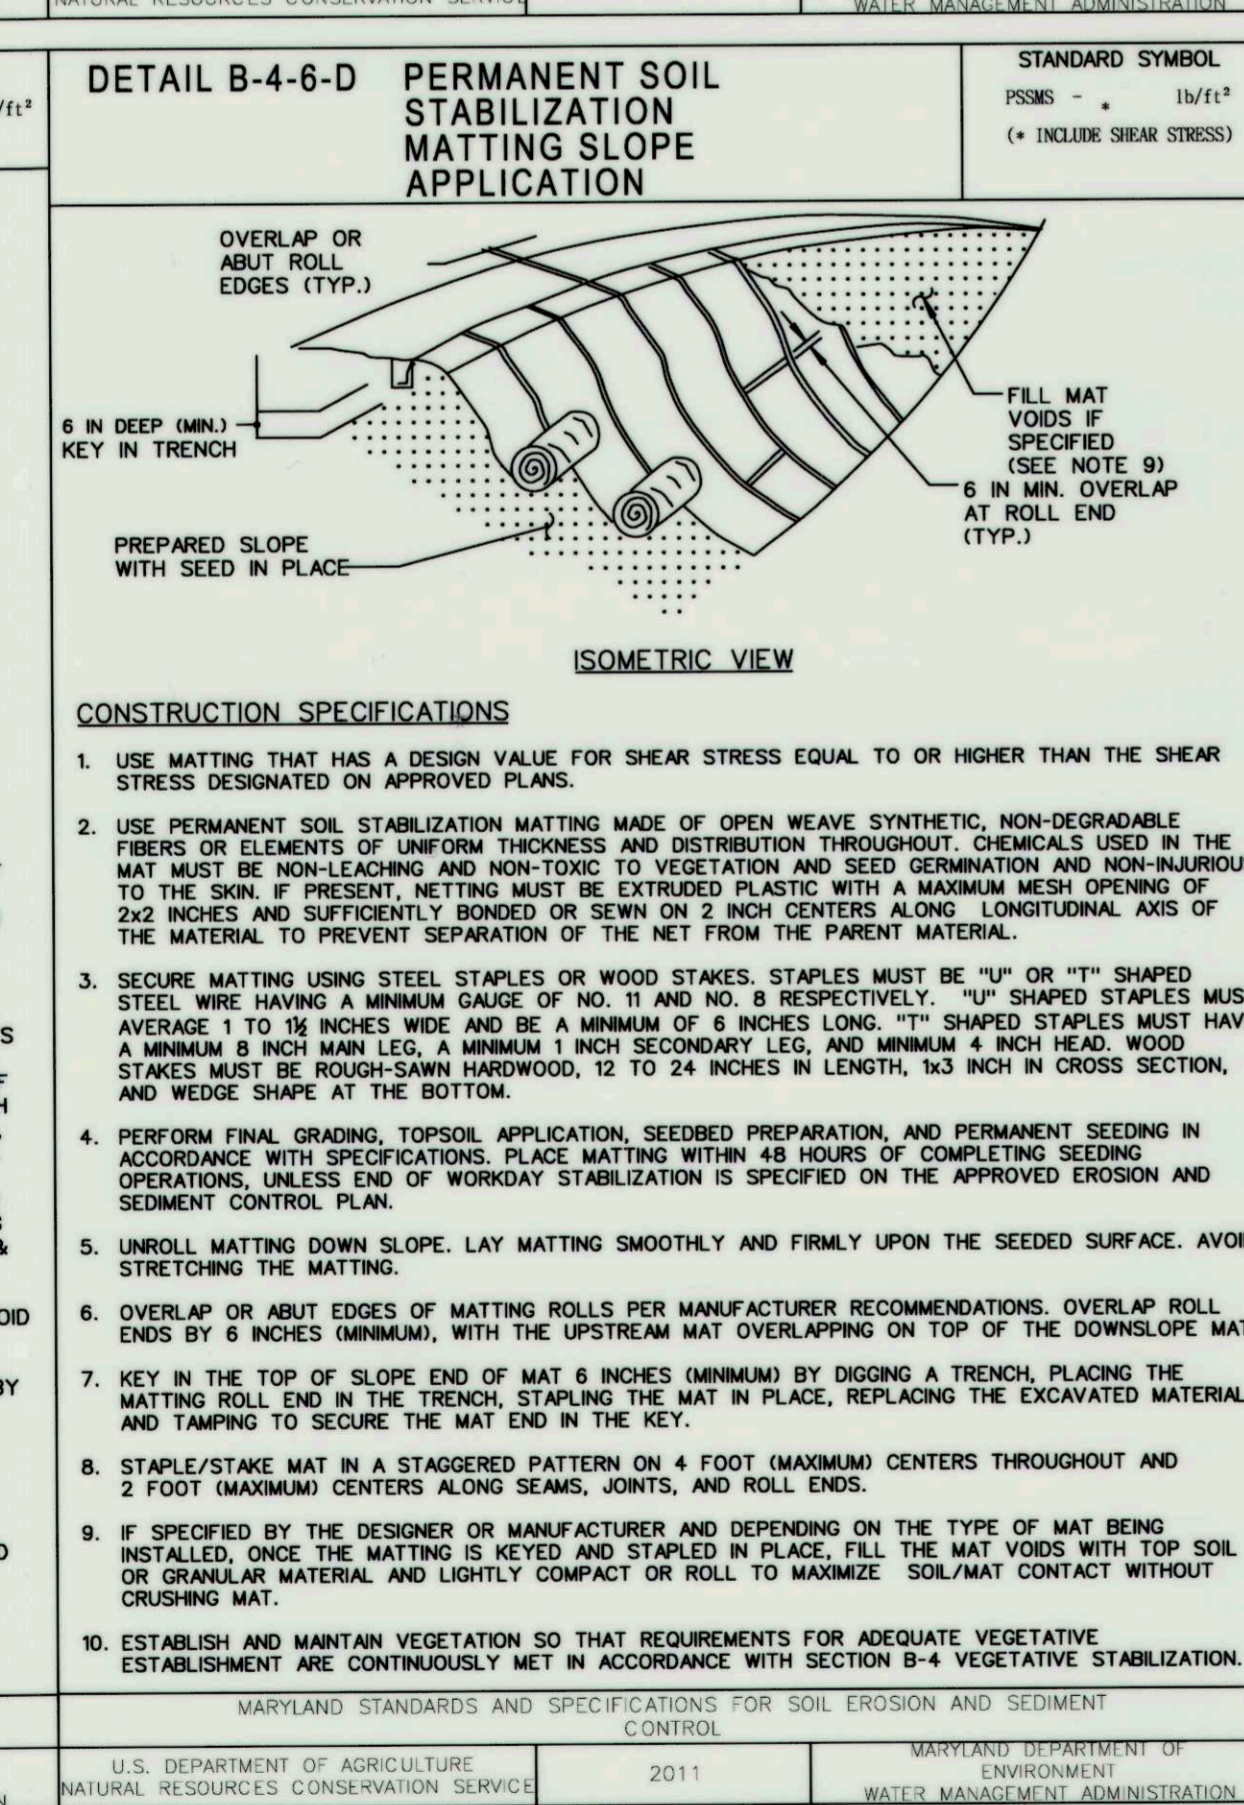 NATURAL RESOURCES CONSERVATION SERVICE
WATER MANAGEMENT ADMINISTRATION
/ft²
DETAIL B-4-6-D PERMANENT SOIL
STABILIZATION
MATTING SLOPE
APPLICATION
STANDARD SYMBOL
PSSMS - * lb/ft²
(* INCLUDE SHEAR STRESS)
OVERLAP OR
ABUT ROLL
EDGES (TYP.)
6 IN DEEP (MIN.)
KEY IN TRENCH
PREPARED SLOPE
WITH SEED IN PLACE
FILL MAT
VOIDS IF
SPECIFIED
(SEE NOTE 9)
6 IN MIN. OVERLAP
AT ROLL END
(TYP.)
ISOMETRIC VIEW
CONSTRUCTION SPECIFICATIONS
1. USE MATTING THAT HAS A DESIGN VALUE FOR SHEAR STRESS EQUAL TO OR HIGHER THAN THE SHEAR
STRESS DESIGNATED ON APPROVED PLANS.
2. USE PERMANENT SOIL STABILIZATION MATTING MADE OF OPEN WEAVE SYNTHETIC, NON-DEGRADABLE
FIBERS OR ELEMENTS OF UNIFORM THICKNESS AND DISTRIBUTION THROUGHOUT. CHEMICALS USED IN THE
MAT MUST BE NON-LEACHING AND NON-TOXIC TO VEGETATION AND SEED GERMINATION AND NON-INJURIOU
TO THE SKIN. IF PRESENT, NETTING MUST BE EXTRUDED PLASTIC WITH A MAXIMUM MESH OPENING OF
2x2 INCHES AND SUFFICIENTLY BONDED OR SEWN ON 2 INCH CENTERS ALONG LONGITUDINAL AXIS OF
THE MATERIAL TO PREVENT SEPARATION OF THE NET FROM THE PARENT MATERIAL.
3. SECURE MATTING USING STEEL STAPLES OR WOOD STAKES. STAPLES MUST BE "U" OR "T" SHAPED
STEEL WIRE HAVING A MINIMUM GAUGE OF NO. 11 AND NO. 8 RESPECTIVELY. "U" SHAPED STAPLES MUS
AVERAGE 1 TO 1½ INCHES WIDE AND BE A MINIMUM OF 6 INCHES LONG. "T" SHAPED STAPLES MUST HAV
A MINIMUM 8 INCH MAIN LEG, A MINIMUM 1 INCH SECONDARY LEG, AND MINIMUM 4 INCH HEAD. WOOD
STAKES MUST BE ROUGH-SAWN HARDWOOD, 12 TO 24 INCHES IN LENGTH, 1x3 INCH IN CROSS SECTION,
AND WEDGE SHAPE AT THE BOTTOM.
4. PERFORM FINAL GRADING, TOPSOIL APPLICATION, SEEDBED PREPARATION, AND PERMANENT SEEDING IN
ACCORDANCE WITH SPECIFICATIONS. PLACE MATTING WITHIN 48 HOURS OF COMPLETING SEEDING
OPERATIONS, UNLESS END OF WORKDAY STABILIZATION IS SPECIFIED ON THE APPROVED EROSION AND
SEDIMENT CONTROL PLAN.
5. UNROLL MATTING DOWN SLOPE. LAY MATTING SMOOTHLY AND FIRMLY UPON THE SEEDED SURFACE. AVOI
STRETCHING THE MATTING.
6. OVERLAP OR ABUT EDGES OF MATTING ROLLS PER MANUFACTURER RECOMMENDATIONS. OVERLAP ROLL
ENDS BY 6 INCHES (MINIMUM), WITH THE UPSTREAM MAT OVERLAPPING ON TOP OF THE DOWNSLOPE MAT
7. KEY IN THE TOP OF SLOPE END OF MAT 6 INCHES (MINIMUM) BY DIGGING A TRENCH, PLACING THE
MATTING ROLL END IN THE TRENCH, STAPLING THE MAT IN PLACE, REPLACING THE EXCAVATED MATERIAL
AND TAMPING TO SECURE THE MAT END IN THE KEY.
8. STAPLE/STAKE MAT IN A STAGGERED PATTERN ON 4 FOOT (MAXIMUM) CENTERS THROUGHOUT AND
2 FOOT (MAXIMUM) CENTERS ALONG SEAMS, JOINTS, AND ROLL ENDS.
9. IF SPECIFIED BY THE DESIGNER OR MANUFACTURER AND DEPENDING ON THE TYPE OF MAT BEING
INSTALLED, ONCE THE MATTING IS KEYED AND STAPLED IN PLACE, FILL THE MAT VOIDS WITH TOP SOIL
OR GRANULAR MATERIAL AND LIGHTLY COMPACT OR ROLL TO MAXIMIZE SOIL/MAT CONTACT WITHOUT
CRUSHING MAT.
10. ESTABLISH AND MAINTAIN VEGETATION SO THAT REQUIREMENTS FOR ADEQUATE VEGETATIVE
ESTABLISHMENT ARE CONTINUOUSLY MET IN ACCORDANCE WITH SECTION B-4 VEGETATIVE STABILIZATION.
MARYLAND STANDARDS AND SPECIFICATIONS FOR SOIL EROSION AND SEDIMENT
CONTROL
U.S. DEPARTMENT OF AGRICULTURE
NATURAL RESOURCES CONSERVATION SERVICE
2011
MARYLAND DEPARTMENT OF
ENVIRONMENT
WATER MANAGEMENT ADMINISTRATION